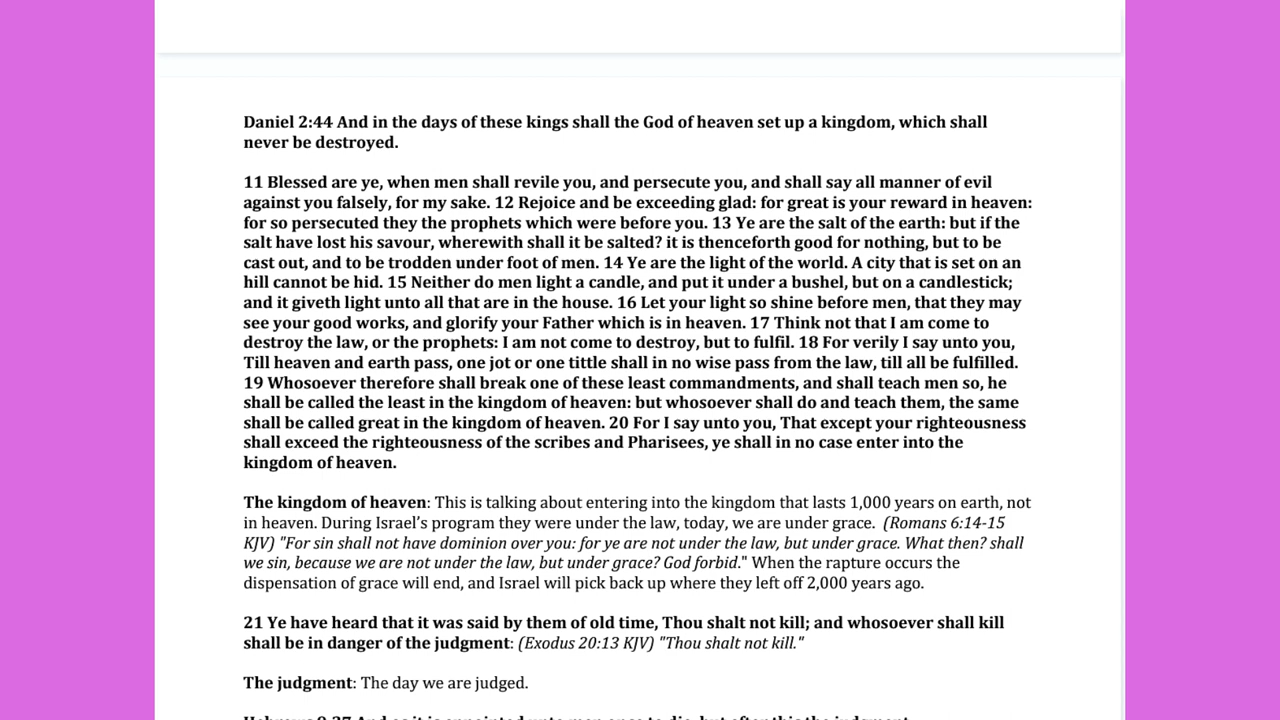 Daniel 2:44 And in the days of these kings shall the God of heaven set up a kingdom, which shall
never be destroyed.
11 Blessed are ye, when men shall revile you, and persecute you, and shall say all manner of evil
against you falsely, for my sake. 12 Rejoice and be exceeding glad: for great is your reward in heaven:
for so persecuted they the prophets which were before you. 13 Ye are the salt of the earth: but if the
salt have lost his savour, wherewith shall it be salted? it is thenceforth good for nothing, but to be
cast out, and to be trodden under foot of men. 14 Ye are the light of the world. A city that is set on an
hill cannot be hid. 15 Neither do men light a candle, and put it under a bushel, but on a candlestick;
and it giveth light unto all that are in the house. 16 Let your light so shine before men, that they may
see your good works, and glorify your Father which is in heaven. 17 Think not that I am come to
destroy the law, or the prophets: I am not come to destroy, but to fulfil. 18 For verily I say unto you,
Till heaven and earth pass, one jot or one tittle shall in no wise pass from the law, till all be fulfilled.
19 Whosoever therefore shall break one of these least commandments, and shall teach men so, he
shall be called the least in the kingdom of heaven: but whosoever shall do and teach them, the same
shall be called great in the kingdom of heaven. 20 For I say unto you, That except your righteousness
shall exceed the righteousness of the scribes and Pharisees, ye shall in no case enter into the
kingdom of heaven.
The kingdom of heaven: This is talking about entering into the kingdom that lasts 1,000 years on earth, not
in heaven. During Israel’s program they were under the law, today, we are under grace. (Romans 6:14-15
KJV) "For sin shall not have dominion over you: for ye are not under the law, but under grace. What then? shall
we sin, because we are not under the law, but under grace? God forbid." When the rapture occurs the
dispensation of grace will end, and Israel will pick back up where they left off 2,000 years ago.
21 Ye have heard that it was said by them of old time, Thou shalt not kill; and whosoever shall kill
shall be in danger of the judgment: (Exodus 20:13 KJV) "Thou shalt not kill."
The judgment: The day we are judged.
Hebrews 9:27 And as it is appointed unto men once to die, but after this the judgment